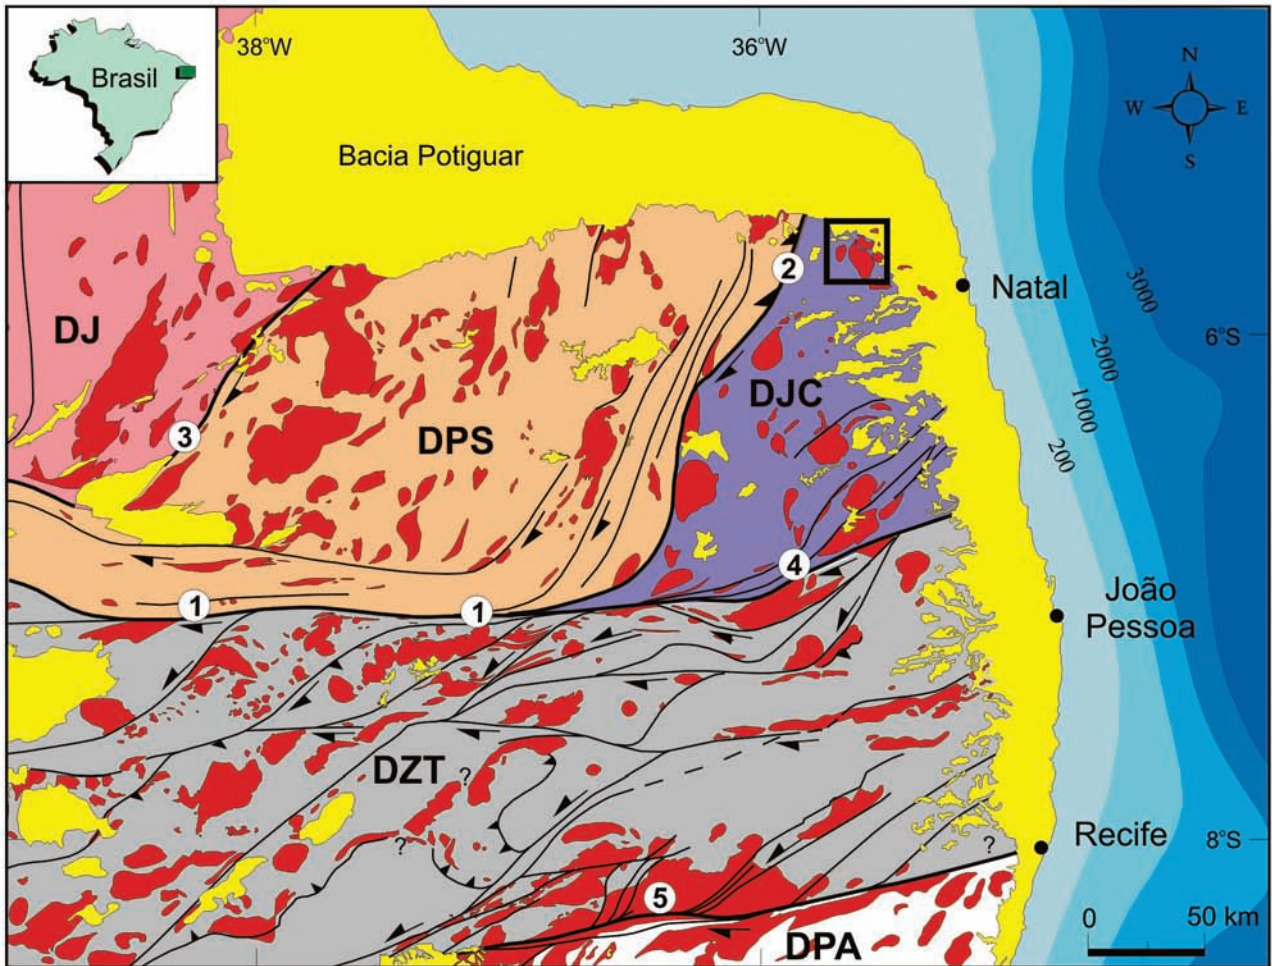 38°W
36°W
Brasil
N
W
E
S
Bacia Potiguar
2
Natal
3000
6°S
DJ
DJC
2000
1000
3
DPS
200
4
João
Pessoa
1
1
DZT
?
?
?
Recife
8°S
5
0
50 km
DPA